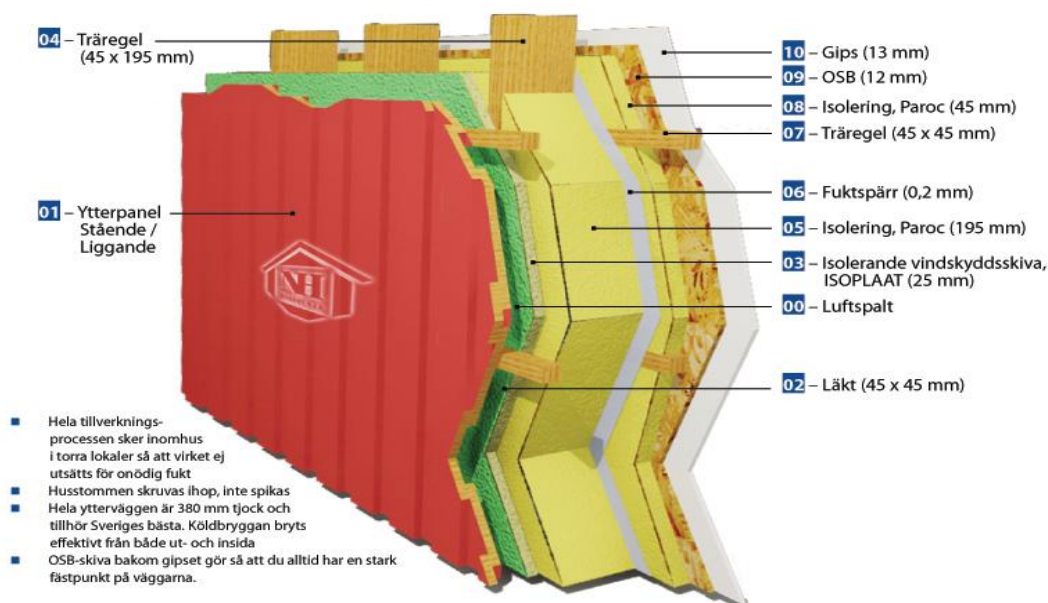 04 – Träregel
(45 x 195 mm)
01 – Ytterpanel
Stående /
Liggande
10 – Gips (13 mm)
09 – OSB (12 mm)
08 – Isolering, Paroc (45 mm)
07 – Träregel (45 x 45 mm)
06 – Fuktspärr (0,2 mm)
05 – Isolering, Paroc (195 mm)
03 – Isolerande vindskyddsskiva,
ISOPLAAT (25 mm)
00 – Luftspalt
02 – Läkt (45 x 45 mm)
Hela tillverknings-
processen sker inomhus
i torra lokaler så att virket ej
utsätts för onödig fukt
Husstommen skruvas ihop, inte spikas
Hela ytterväggen är 380 mm tjock och
tillhör Sveriges bästa. Köldbryggan bryts
effektivt från både ut- och insida
OSB-skiva bakom gipset gör så att du alltid har en stark
fästpunkt på väggarna.